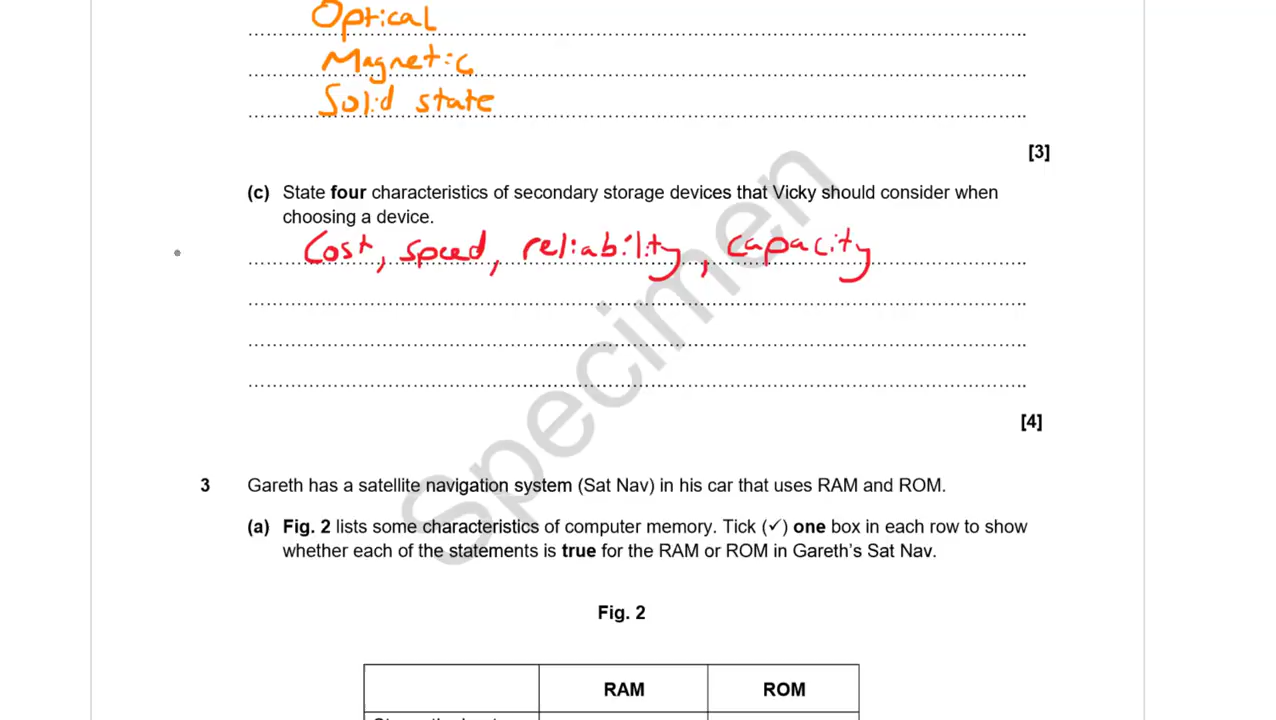 Optical
Magnetic
Solid state
[3]
(c) State four characteristics of secondary storage devices that Vicky should consider when
choosing a device.
Cost, speed, reliability, capacity
[4]
Specimen
3 Gareth has a satellite navigation system (Sat Nav) in his car that uses RAM and ROM.
(a) Fig. 2 lists some characteristics of computer memory. Tick (✓) one box in each row to show
whether each of the statements is true for the RAM or ROM in Gareth's Sat Nav.
Fig. 2
RAM ROM